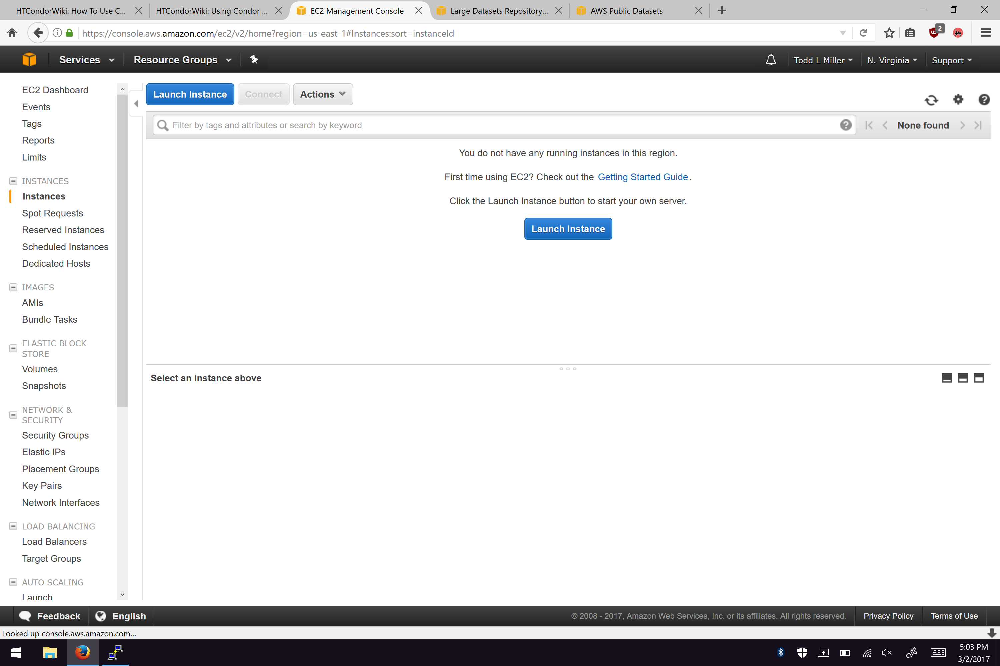 HTCondorWiki: How To Use C...
HTCondorWiki: Using Condor ...
EC2 Management Console
Large Datasets Repository...
AWS Public Datasets
https://console.aws.amazon.com/ec2/v2/home?region=us-east-1#Instances:sort=instanceId
2
Services
Resource Groups
Todd L Miller
N. Virginia
Support
EC2 Dashboard
Events
Tags
Reports
Limits
INSTANCES
Instances
Spot Requests
Reserved Instances
Scheduled Instances
Dedicated Hosts
IMAGES
AMIs
Bundle Tasks
ELASTIC BLOCK
STORE
Volumes
Snapshots
NETWORK &
SECURITY
Security Groups
Elastic IPs
Placement Groups
Key Pairs
Network Interfaces
LOAD BALANCING
Load Balancers
Target Groups
AUTO SCALING
Launch
Launch Instance
Connect
Actions
Filter by tags and attributes or search by keyword
None found
You do not have any running instances in this region.
First time using EC2? Check out the Getting Started Guide.
Click the Launch Instance button to start your own server.
Launch Instance
Select an instance above
Feedback
English
© 2008 - 2017, Amazon Web Services, Inc. or its affiliates. All rights reserved.
Privacy Policy
Terms of Use
Looked up console.aws.amazon.com...
5:03 PM
3/2/2017